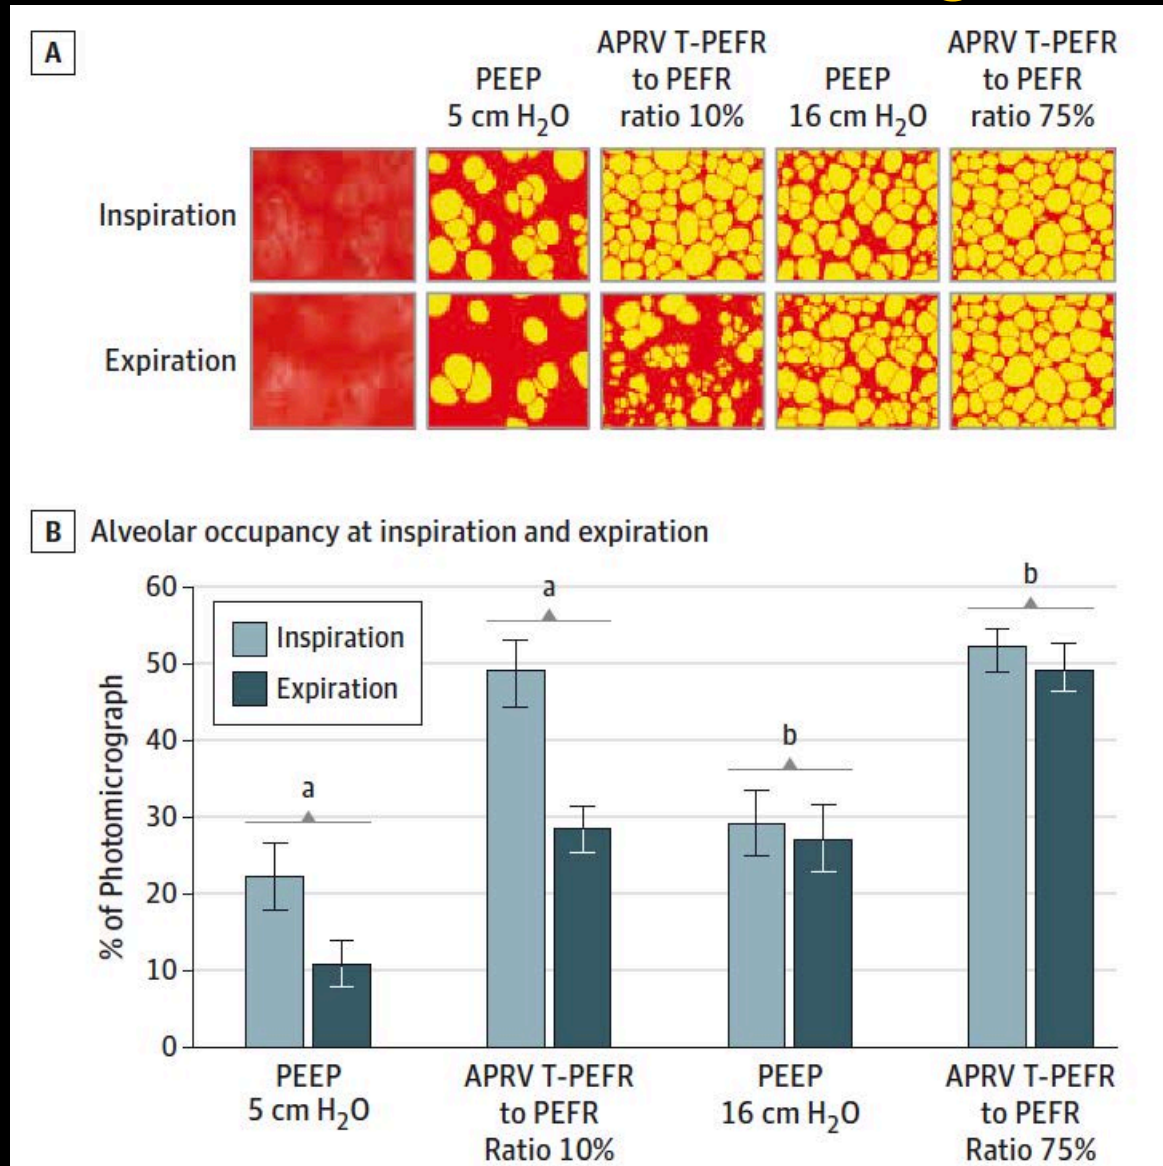 A
PEEP
5 cm H₂O
APRV T-PEFR
to PEFR
ratio 10%
PEEP
16 cm H₂O
APRV T-PEFR
to PEFR
ratio 75%
Inspiration
Expiration
B Alveolar occupancy at inspiration and expiration
% of Photomicrograph
60
50
40
30
20
10
0
Inspiration
Expiration
a
a
b
b
PEEP
5 cm H₂O
APRV T-PEFR
to PEFR
Ratio 10%
PEEP
16 cm H₂O
APRV T-PEFR
to PEFR
Ratio 75%